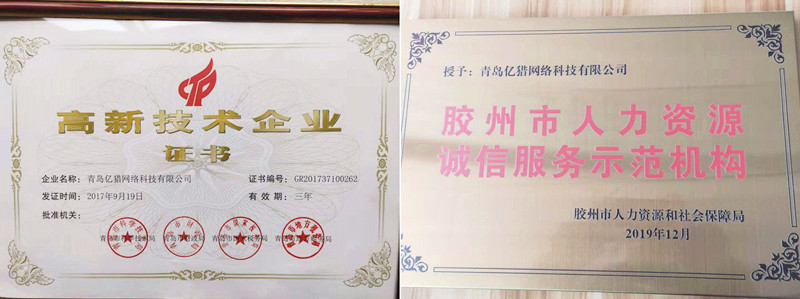 高新技术企业
证书
企业名称：青岛亿猎网络科技有限公司
证书编号：GR201737100262
发证时间：2017年9月19日
有效期：三年
批准机关：
授予：青岛亿猎网络科技有限公司
胶州市人力资源
诚信服务示范机构
胶州市人力资源和社会保障局
2019年12月